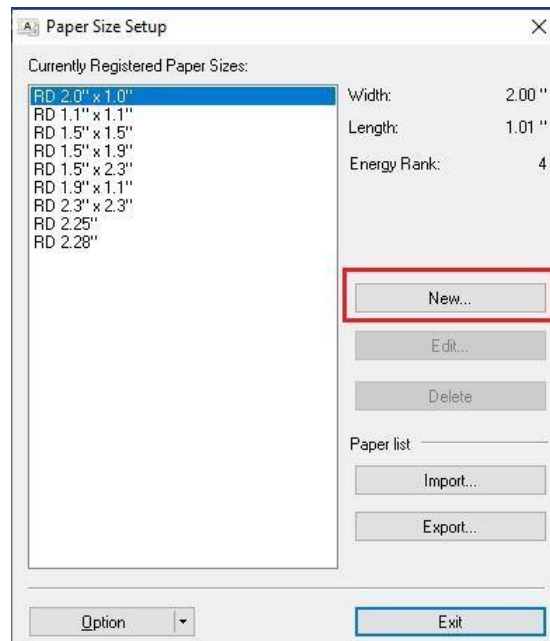 Paper Size Setup
Currently Registered Paper Sizes:
RD 2.0" x 1.0"
RD 1.1" x 1.1"
RD 1.5" x 1.5"
RD 1.5" x 1.9"
RD 1.5" x 2.3"
RD 1.9" x 1.1"
RD 2.3" x 2.3"
RD 2.25"
RD 2.28"
Width: 2.00 "
Length: 1.01 "
Energy Rank: 4
New...
Edit...
Delete
Paper list
Import...
Export...
Option
Exit